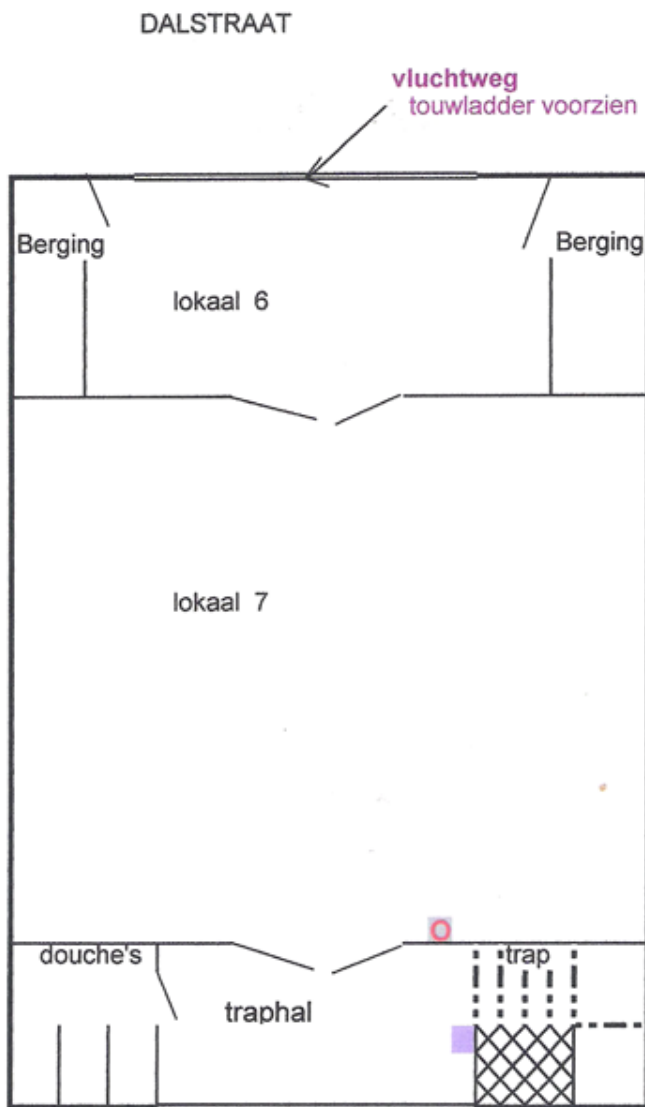 DALSTRAAT
vluchtweg
touwladder voorzien
Berging
Berging
lokaal 6
lokaal 7
douche's
trap
traphal